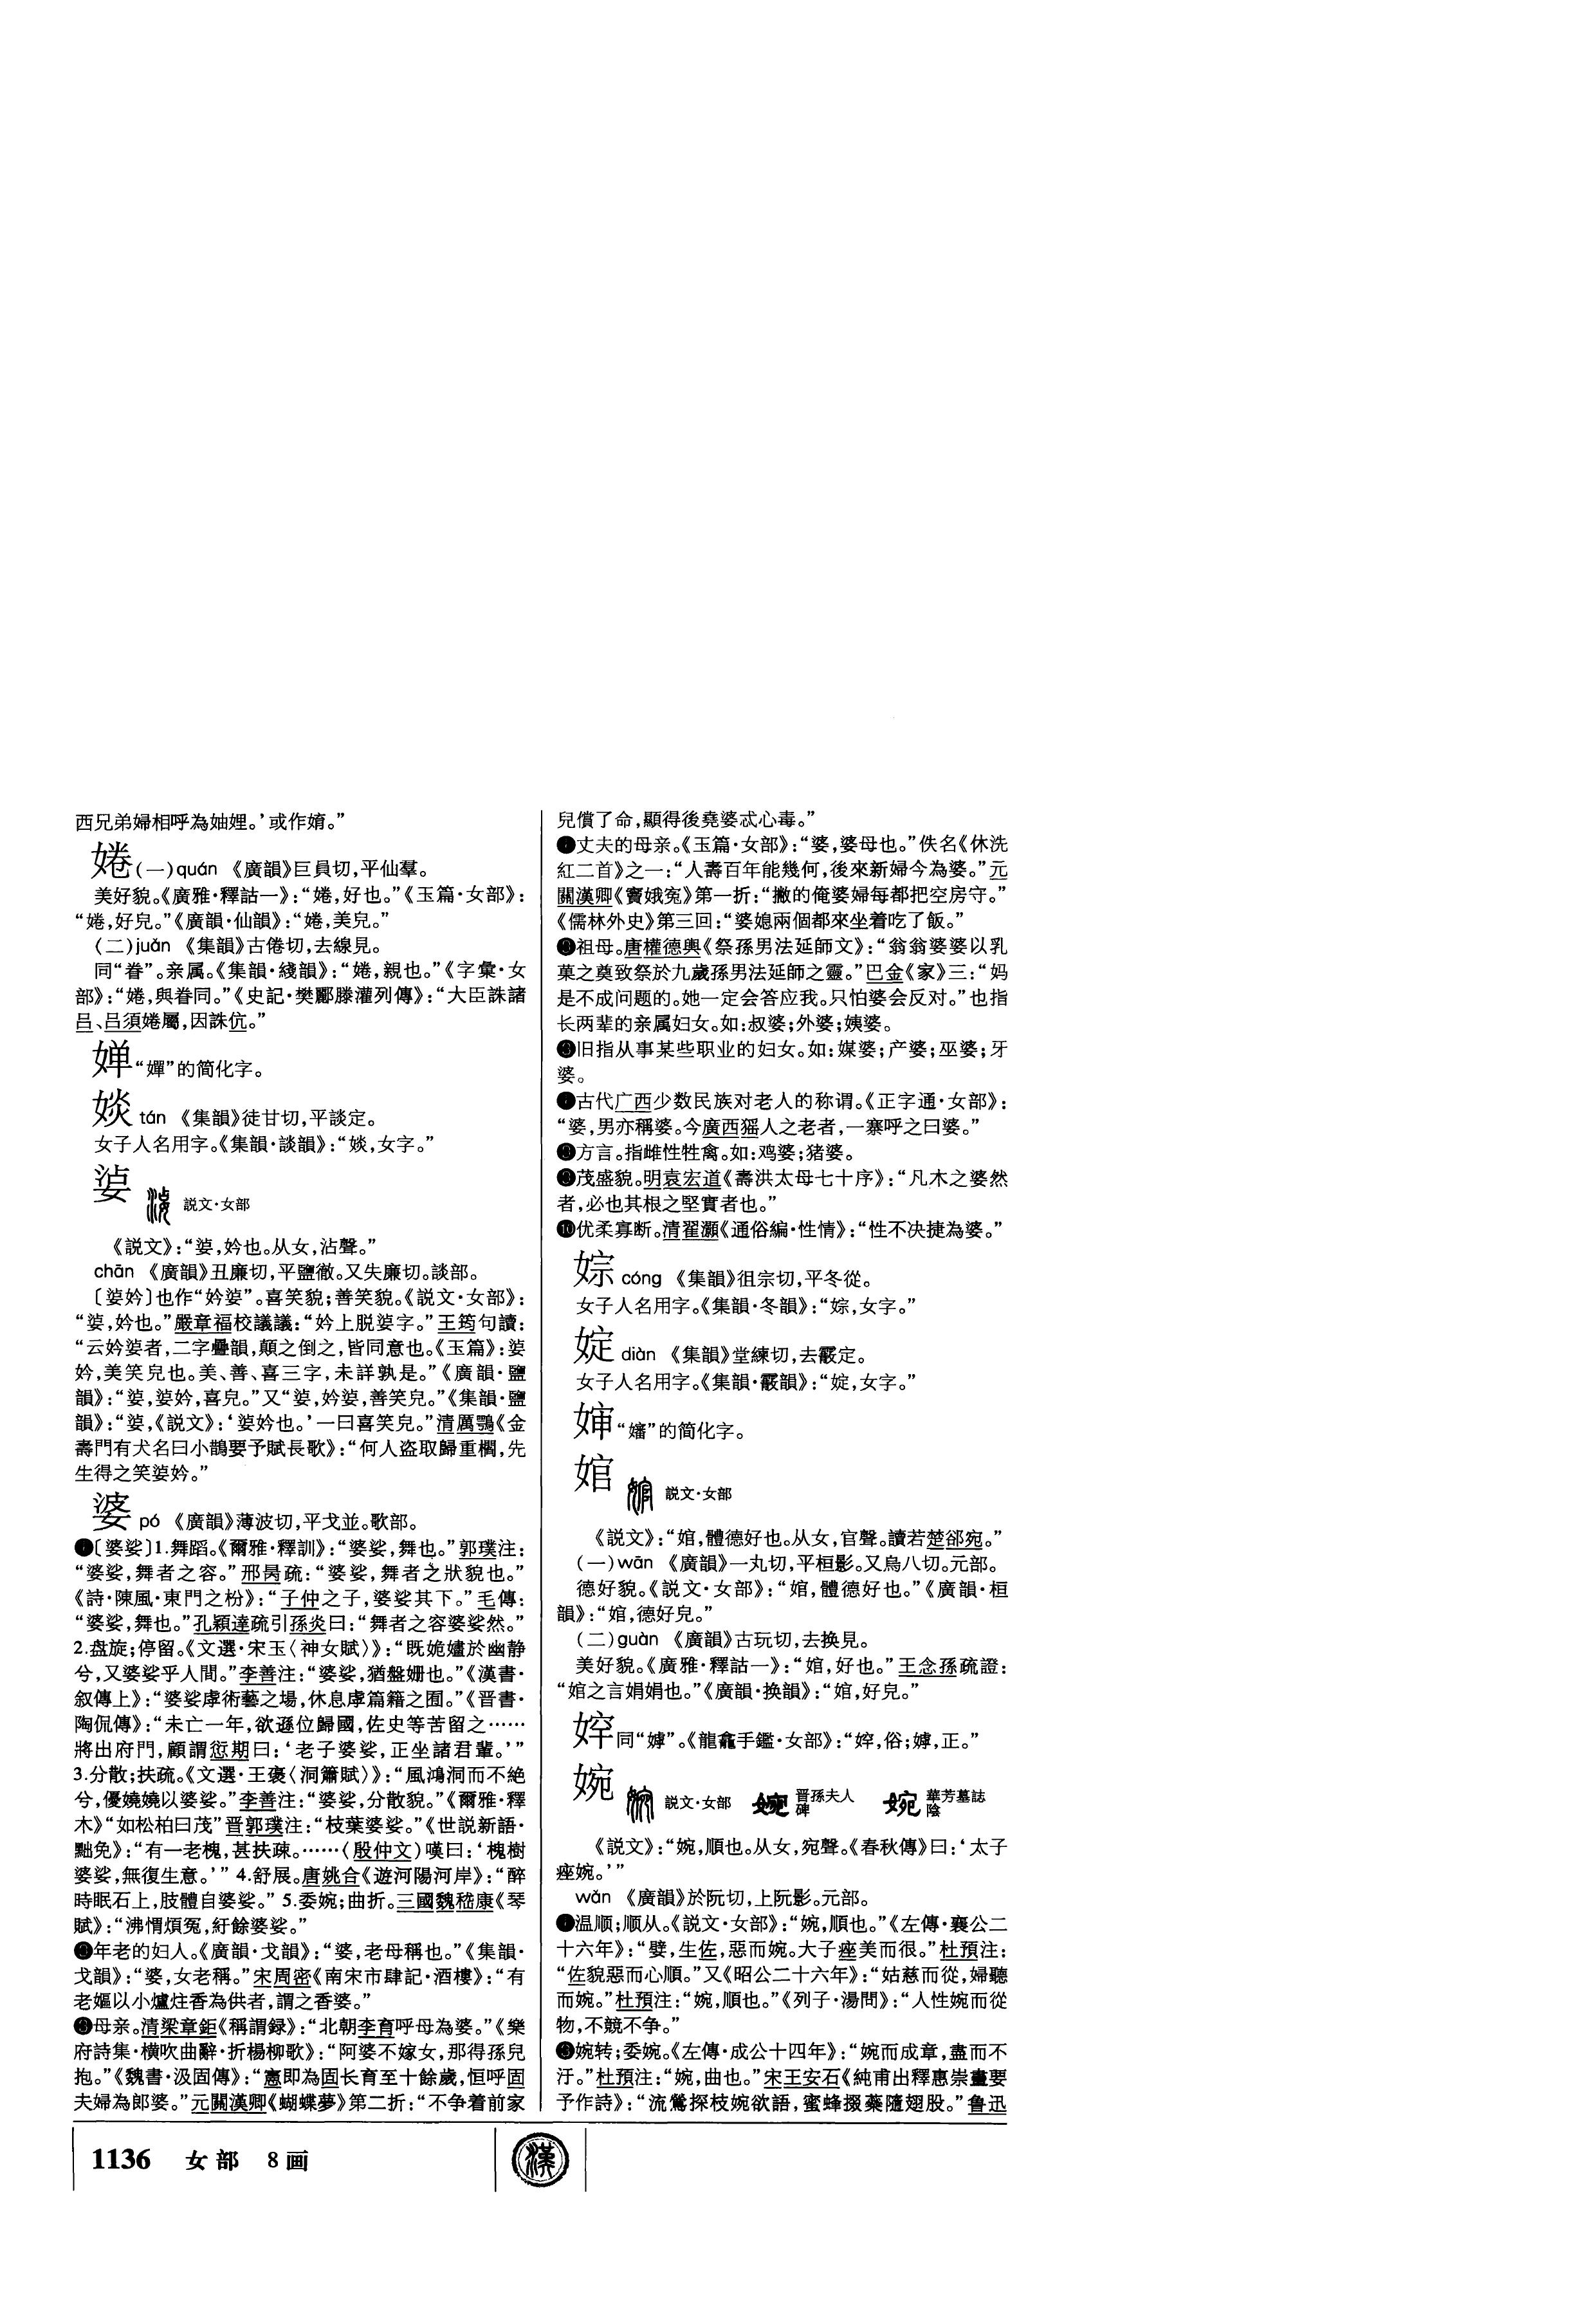 西兄弟婦相呼為妯娌。’或作㛃。”
婘(一)quán 《廣韻》巨員切，平仙羣。
美好貌。《廣雅·釋詁一》：“婘，好也。”《玉篇·女部》：
“婘，好皃。”《廣韻·仙韻》：“婘，美皃。”
(二)juǎn 《集韻》古倦切，去線見。
同“眷”。亲属。《集韻·綫韻》：“婘，親也。”《字彙·女
部》：“婘，與眷同。”《史記·樊酈滕灌列傳》：“大臣誅諸
吕、吕須婘屬，因誅伉。”
婵“嬋”的简化字。
婒 tán 《集韻》徒甘切，平談定。
女子人名用字。《集韻·談韻》：“婒，女字。”
婆 説文·女部
《説文》：“㜊，妗也。从女，沾聲。”
chān 《廣韻》丑廉切，平鹽徹。又失廉切。談部。
〔妗〕也作“妗”。喜笑貌；善笑貌。《説文·女部》：
“，妗也。”嚴章福校議議：“妗上脱字。”王筠句讀：
“云妗者，二字疊韻，顛之倒之，皆同意也。《玉篇》：
妗，美笑皃也。美、善、喜三字，未詳孰是。”《廣韻·鹽
韻》：“，妗，喜皃。”又“，妗，善笑皃。”《集韻·鹽
韻》：“，《説文》：‘妗也。’一曰喜笑皃。”清厲鶚《金
壽門有犬名曰小鵲要予賦長歌》：“何人盗取歸重櫚，先
生得之笑妗。”
婆 pó 《廣韻》薄波切，平戈並。歌部。
❶〔婆娑〕1.舞蹈。《爾雅·釋訓》：“婆娑，舞也。”郭璞注：
“婆娑，舞者之容。”邢昺疏：“婆娑，舞者之狀貌也。”
《詩·陳風·東門之枌》：“子仲之子，婆娑其下。”毛傳：
“婆娑，舞也。”孔穎達疏引孫炎曰：“舞者之容婆娑然。”
2.盘旋；停留。《文選·宋玉〈神女賦〉》：“既姽嫿於幽静
兮，又婆娑乎人間。”李善注：“婆娑，猶盤姗也。”《漢書·
叙傳上》：“婆娑虖術藝之場，休息虖篇籍之囿。”《晋書·
陶侃傳》：“未亡一年，欲遜位歸國，佐史等苦留之……
將出府門，顧謂愆期曰：‘老子婆娑，正坐諸君輩。’”
3.分散；扶疏。《文選·王褒〈洞簫賦〉》：“風鴻洞而不絶
兮，優嬈嬈以婆娑。”李善注：“婆娑，分散貌。”《爾雅·釋
木》“如松柏曰茂”晋郭璞注：“枝葉婆娑。”《世説新語·
黜免》：“有一老槐，甚扶疎。……(殷仲文)嘆曰：‘槐樹
婆娑，無復生意。’”4.舒展。唐姚合《遊河陽河岸》：“醉
時眠石上，肢體自婆娑。”5.委婉；曲折。三國魏嵇康《琴
賦》：“沸㥜煩冤，紆餘婆娑。”
❷年老的妇人。《廣韻·戈韻》：“婆，老母稱也。”《集韻·
戈韻》：“婆，女老稱。”宋周密《南宋市肆記·酒樓》：“有
老嫗以小爐炷香為供者，謂之香婆。”
❸母亲。清梁章鉅《稱謂録》：“北朝李育呼母為婆。”《樂
府詩集·横吹曲辭·折楊柳歌》：“阿婆不嫁女，那得孫兒
抱。”《魏書·汲固傳》：“憲即為固长育至十餘歲，恒呼固
夫婦為郎婆。”元關漢卿《蝴蝶夢》第二折：“不争着前家
兒償了命，顯得後堯婆忒心毒。”
❹丈夫的母亲。《玉篇·女部》：“婆，婆母也。”佚名《休洗
紅二首》之一：“人壽百年能幾何，後來新婦今為婆。”元
關漢卿《竇娥冤》第一折：“撇的俺婆婦每都把空房守。”
《儒林外史》第三回：“婆媳兩個都來坐着吃了飯。”
❺祖母。唐權德輿《祭孫男法延師文》：“翁翁婆婆以乳
菓之奠致祭於九歲孫男法延師之靈。”巴金《家》三：“妈
是不成问题的。她一定会答应我。只怕婆会反对。”也指
长两辈的亲属妇女。如：叔婆；外婆；姨婆。
❻旧指从事某些职业的妇女。如：媒婆；产婆；巫婆；牙
婆。
❼古代广西少数民族对老人的称谓。《正字通·女部》：
“婆，男亦稱婆。今廣西猺人之老者，一寨呼之曰婆。”
❽方言。指雌性牲禽。如：鸡婆；猪婆。
❾茂盛貌。明袁宏道《壽洪太母七十序》：“凡木之婆然
者，必也其根之堅實者也。”
❿优柔寡断。清翟灝《通俗編·性情》：“性不决捷為婆。”
婃 cóng 《集韻》徂宗切，平冬從。
女子人名用字。《集韻·冬韻》：“婃，女字。”
婝 diàn 《集韻》堂練切，去霰定。
女子人名用字。《集韻·霰韻》：“婝，女字。”
婶“嬸”的简化字。
婠 説文·女部
《説文》：“婠，體德好也。从女，官聲。讀若楚郤宛。”
(一)wān 《廣韻》一丸切，平桓影。又烏八切。元部。
德好貌。《説文·女部》：“婠，體德好也。”《廣韻·桓
韻》：“婠，德好皃。”
(二)guàn 《廣韻》古玩切，去换見。
美好貌。《廣雅·釋詁一》：“婠，好也。”王念孫疏證：
“婠之言娟娟也。”《廣韻·换韻》：“婠，好皃。”
同“嫭”。《龍龕手鑑·女部》：“，俗；嫭，正。”
婉 説文·女部 晋孫夫人碑 華芳墓誌陰
《説文》：“婉，順也。从女，宛聲。《春秋傳》曰：‘太子
痤婉。’”
wǎn 《廣韻》於阮切，上阮影。元部。
❶温顺；顺从。《説文·女部》：“婉，順也。”《左傳·襄公二
十六年》：“嬖，生佐，惡而婉。大子痤美而很。”杜預注：
“佐貌惡而心順。”又《昭公二十六年》：“姑慈而從，婦聽
而婉。”杜預注：“婉，順也。”《列子·湯問》：“人性婉而從
物，不競不争。”
❷婉转；委婉。《左傳·成公十四年》：“婉而成章，盡而不
汙。”杜預注：“婉，曲也。”宋王安石《純甫出釋惠崇畫要
予作詩》：“流鶯探枝婉欲語，蜜蜂掇蘂隨翅股。”鲁迅
1136 女部 8画
漢